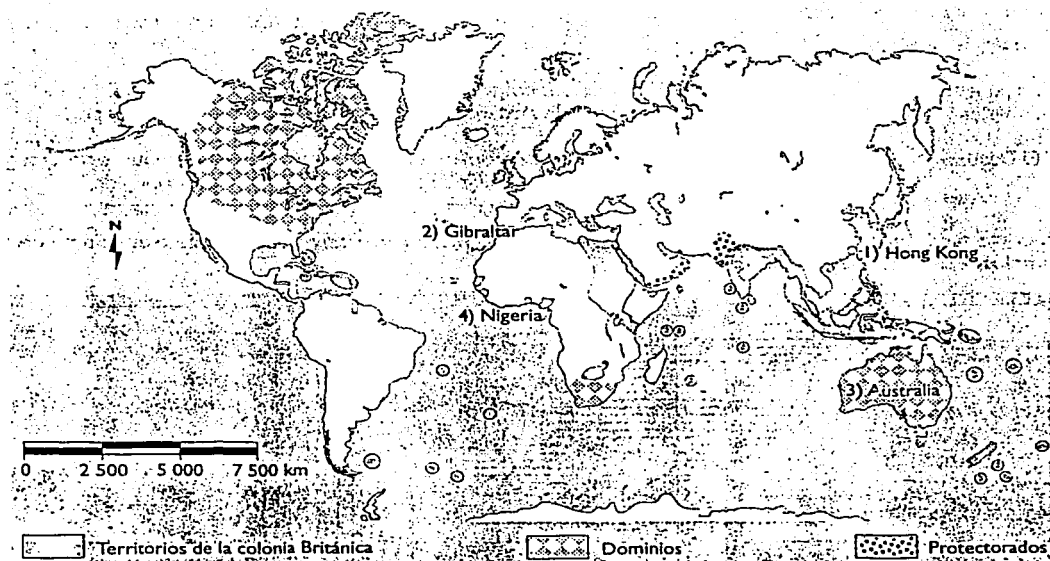 N
2) Gibraltar
1) Hong Kong
4) Nigeria
3) Australia
0 2 500 5 000 7 500 km
Territorios de la colonia Británica
Dominios
Protectorados